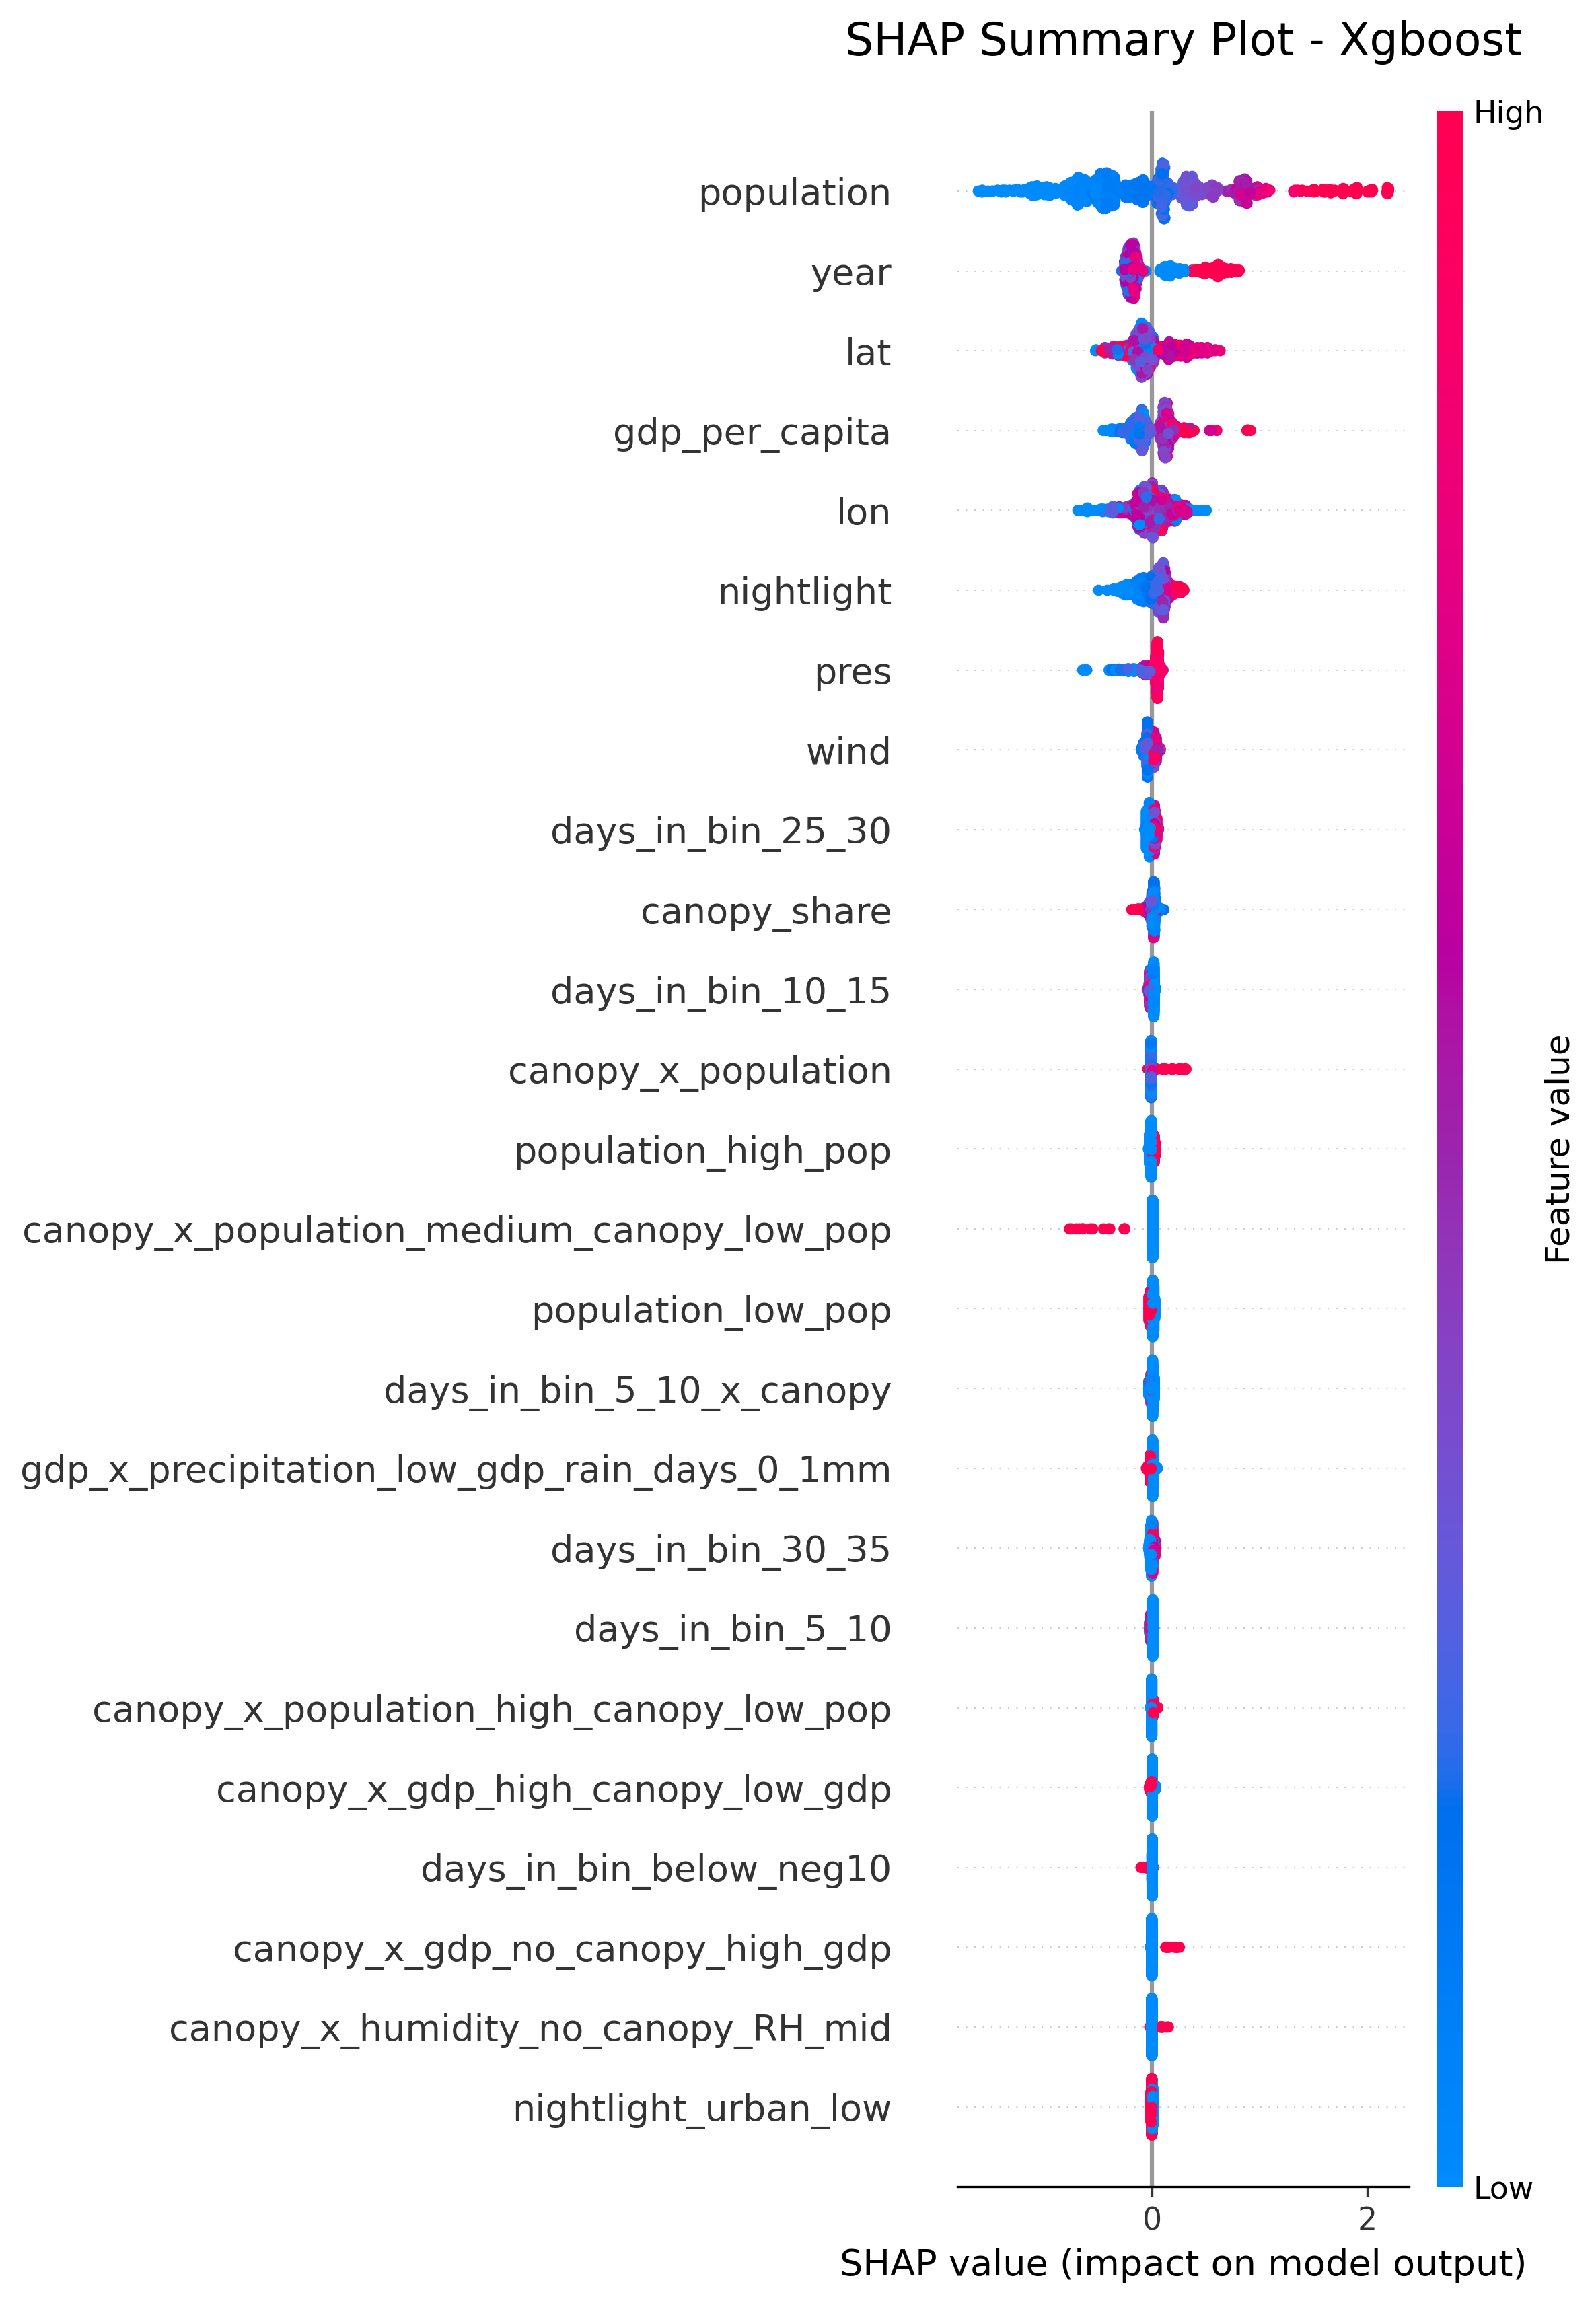 SHAP Summary Plot - Xgboost
High
population
year
lat
gdp_per_capita
lon
nightlight
pres
wind
days_in_bin_25_30
canopy_share
days_in_bin_10_15
canopy_x_population
population_high_pop
canopy_x_population_medium_canopy_low_pop
population_low_pop
days_in_bin_5_10_x_canopy
gdp_x_precipitation_low_gdp_rain_days_0_1mm
days_in_bin_30_35
days_in_bin_5_10
canopy_x_population_high_canopy_low_pop
canopy_x_gdp_high_canopy_low_gdp
days_in_bin_below_neg10
canopy_x_gdp_no_canopy_high_gdp
canopy_x_humidity_no_canopy_RH_mid
nightlight_urban_low
Feature value
Low
0 2
SHAP value (impact on model output)